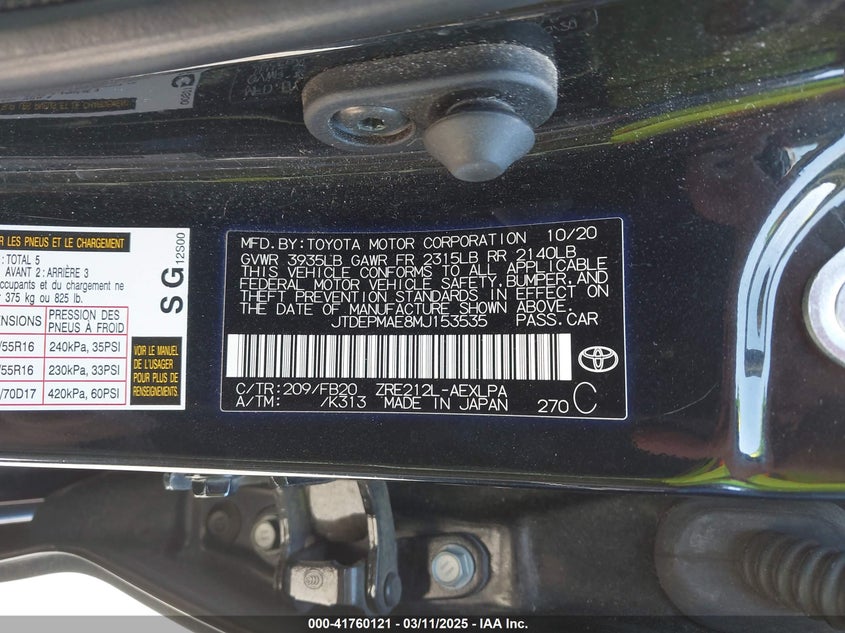 R LES PNEUS ET LE CHARGEMENT
: TOTAL 5
AVANT 2: ARRIÈRE 3
occupants et du chargement ne
r 375 kg ou 825 lb.
ENSIONS
PRESSION DES PNEUS À FROID
/55R16 240kPa, 35PSI
55R16 230kPa, 33PSI
/70D17 420kPa, 60PSI
VOIR LE MANUEL
DE L'USAGER
POUR PLUS DE
RENSEIGNEMENTS
SG
12S00
MFD.BY:TOYOTA MOTOR CORPORATION 10/20
GVWR 3935LB GAWR FR 2315LB RR 2140LB
THIS VEHICLE CONFORMS TO ALL APPLICABLE
FEDERAL MOTOR VEHICLE SAFETY,BUMPER,AND
THEFT PREVENTION STANDARDS IN EFFECT ON
THE DATE OF MANUFACTURE SHOWN ABOVE.
JTDEPMAE8MJ153535 PASS.CAR
C/TR:209/FB20 ZRE212L-AEXLPA
A/TM: /K313 MADE IN JAPAN 270 C
000-41760121 - 03/11/2025 - IAA Inc.